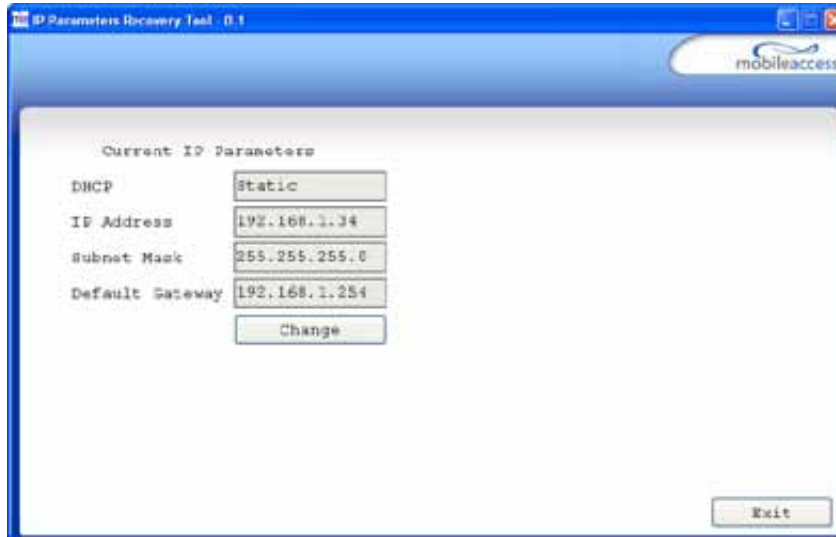 IP Parameters Recovery Tool - 0.1
mobileaccess
Current IP Parameters
DHCP Static
IP Address 192.168.1.34
Subnet Mask 255.255.255.0
Default Gateway 192.168.1.254
Change
Exit